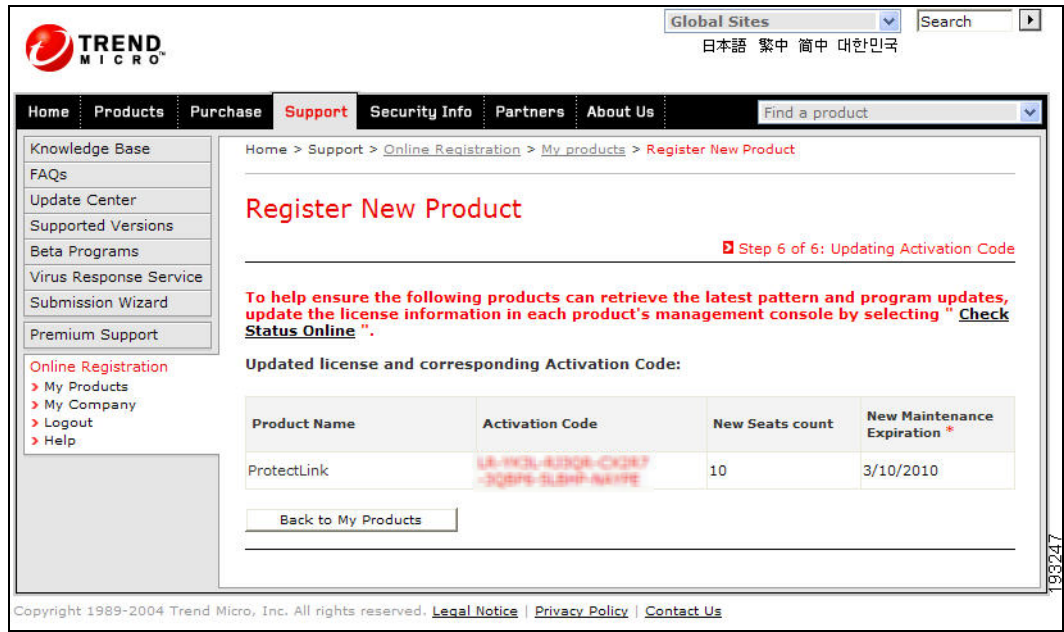 Global Sites
Search
TREND
MICRO™
日本語 繁中 简中 대한민국
Home Products Purchase Support Security Info Partners About Us
Find a product
Knowledge Base
FAQs
Update Center
Supported Versions
Beta Programs
Virus Response Service
Submission Wizard
Premium Support
Online Registration
My Products
My Company
Logout
Help
Home > Support > Online Registration > My products > Register New Product
Register New Product
Step 6 of 6: Updating Activation Code
To help ensure the following products can retrieve the latest pattern and program updates,
update the license information in each product's management console by selecting " Check
Status Online ".
Updated license and corresponding Activation Code:
Product Name Activation Code New Seats count New Maintenance
Expiration *
ProtectLink 10 3/10/2010
Back to My Products
193247
Copyright 1989-2004 Trend Micro, Inc. All rights reserved. Legal Notice | Privacy Policy | Contact Us